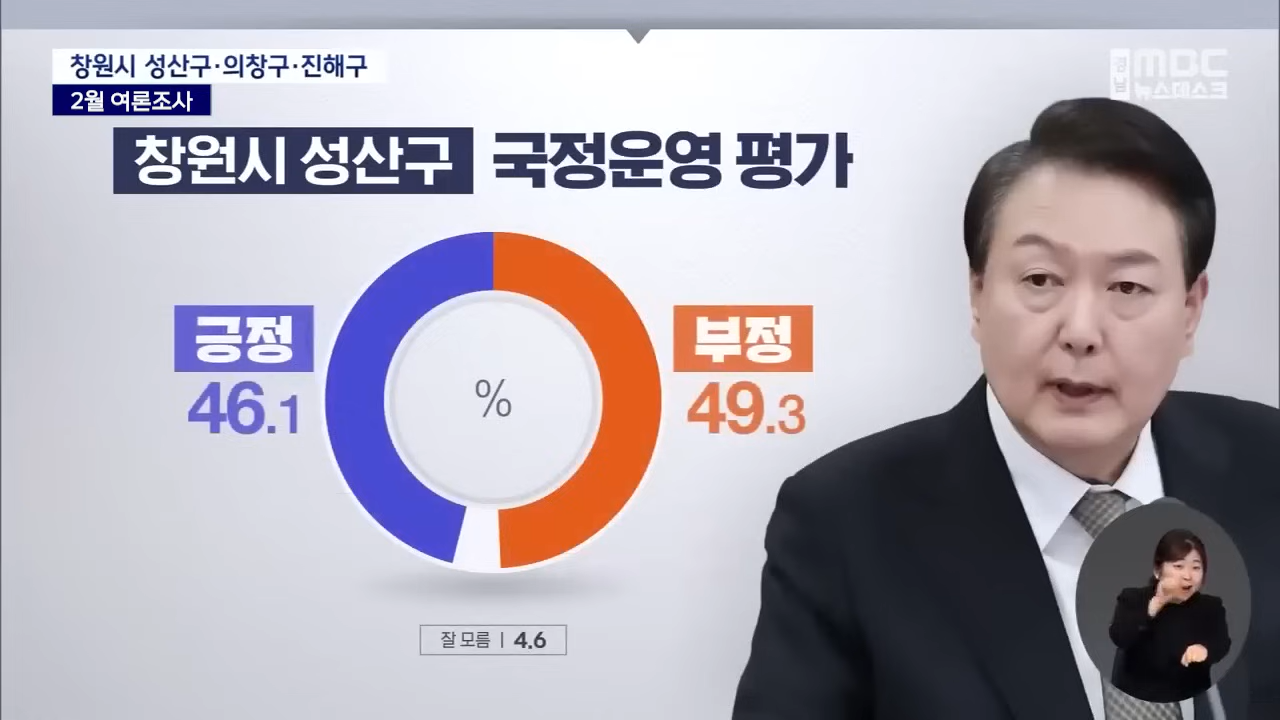 창원시 성산구·의창구·진해구
2월 여론조사
경남 MBC
뉴스데스크
창원시 성산구 국정운영 평가
긍정
46.1
%
부정
49.3
잘 모름 | 4.6